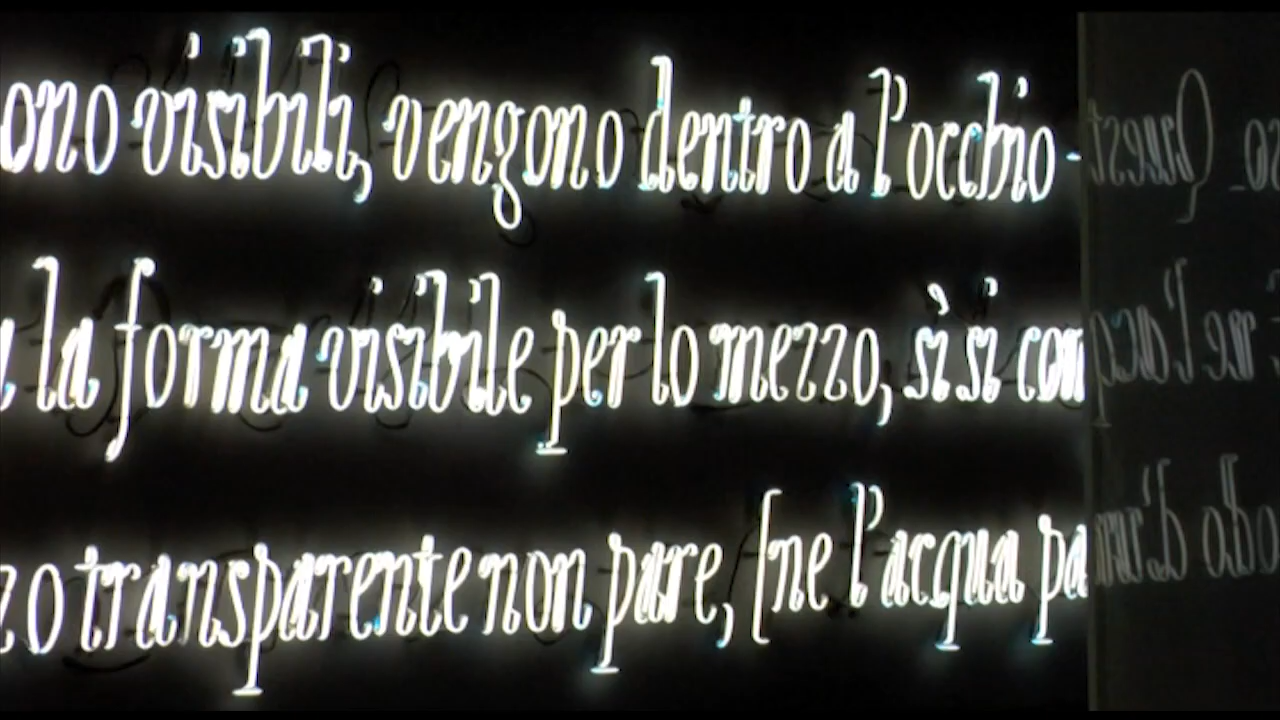 ono visibili, vengono dentro a l'occhio -
la forma visibile per lo mezzo, sì si com
zo transparente non pare, [ne l'acqua pa